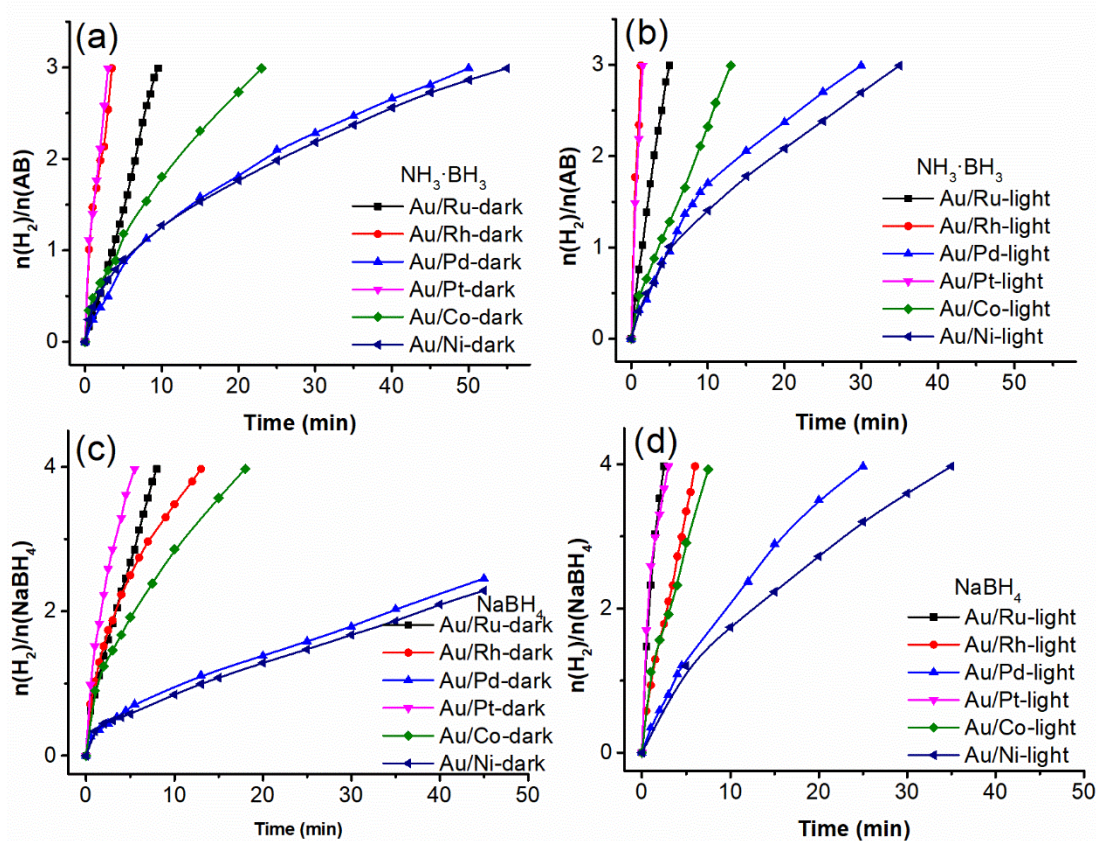 (a)
n(H₂)/n(AB)
3
2
1
0
NH₃·BH₃
Au/Ru-dark
Au/Rh-dark
Au/Pd-dark
Au/Pt-dark
Au/Co-dark
Au/Ni-dark
0 10 20 30 40 50
Time (min)
(b)
n(H₂)/n(AB)
3
2
1
0
NH₃·BH₃
Au/Ru-light
Au/Rh-light
Au/Pd-light
Au/Pt-light
Au/Co-light
Au/Ni-light
0 10 20 30 40 50
Time (min)
(c)
n(H₂)/n(NaBH₄)
4
2
0
NaBH₄
Au/Ru-dark
Au/Rh-dark
Au/Pd-dark
Au/Pt-dark
Au/Co-dark
Au/Ni-dark
0 10 20 30 40 50
Time (min)
(d)
n(H₂)/n(NaBH₄)
4
2
0
NaBH₄
Au/Ru-light
Au/Rh-light
Au/Pd-light
Au/Pt-light
Au/Co-light
Au/Ni-light
0 10 20 30 40 50
Time (min)